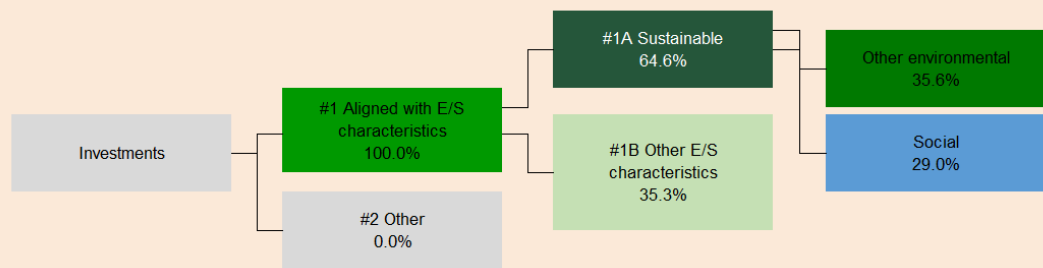 Investments
#1 Aligned with E/S
characteristics
100.0%
#2 Other
0.0%
#1A Sustainable
64.6%
#1B Other E/S
characteristics
35.3%
Other environmental
35.6%
Social
29.0%